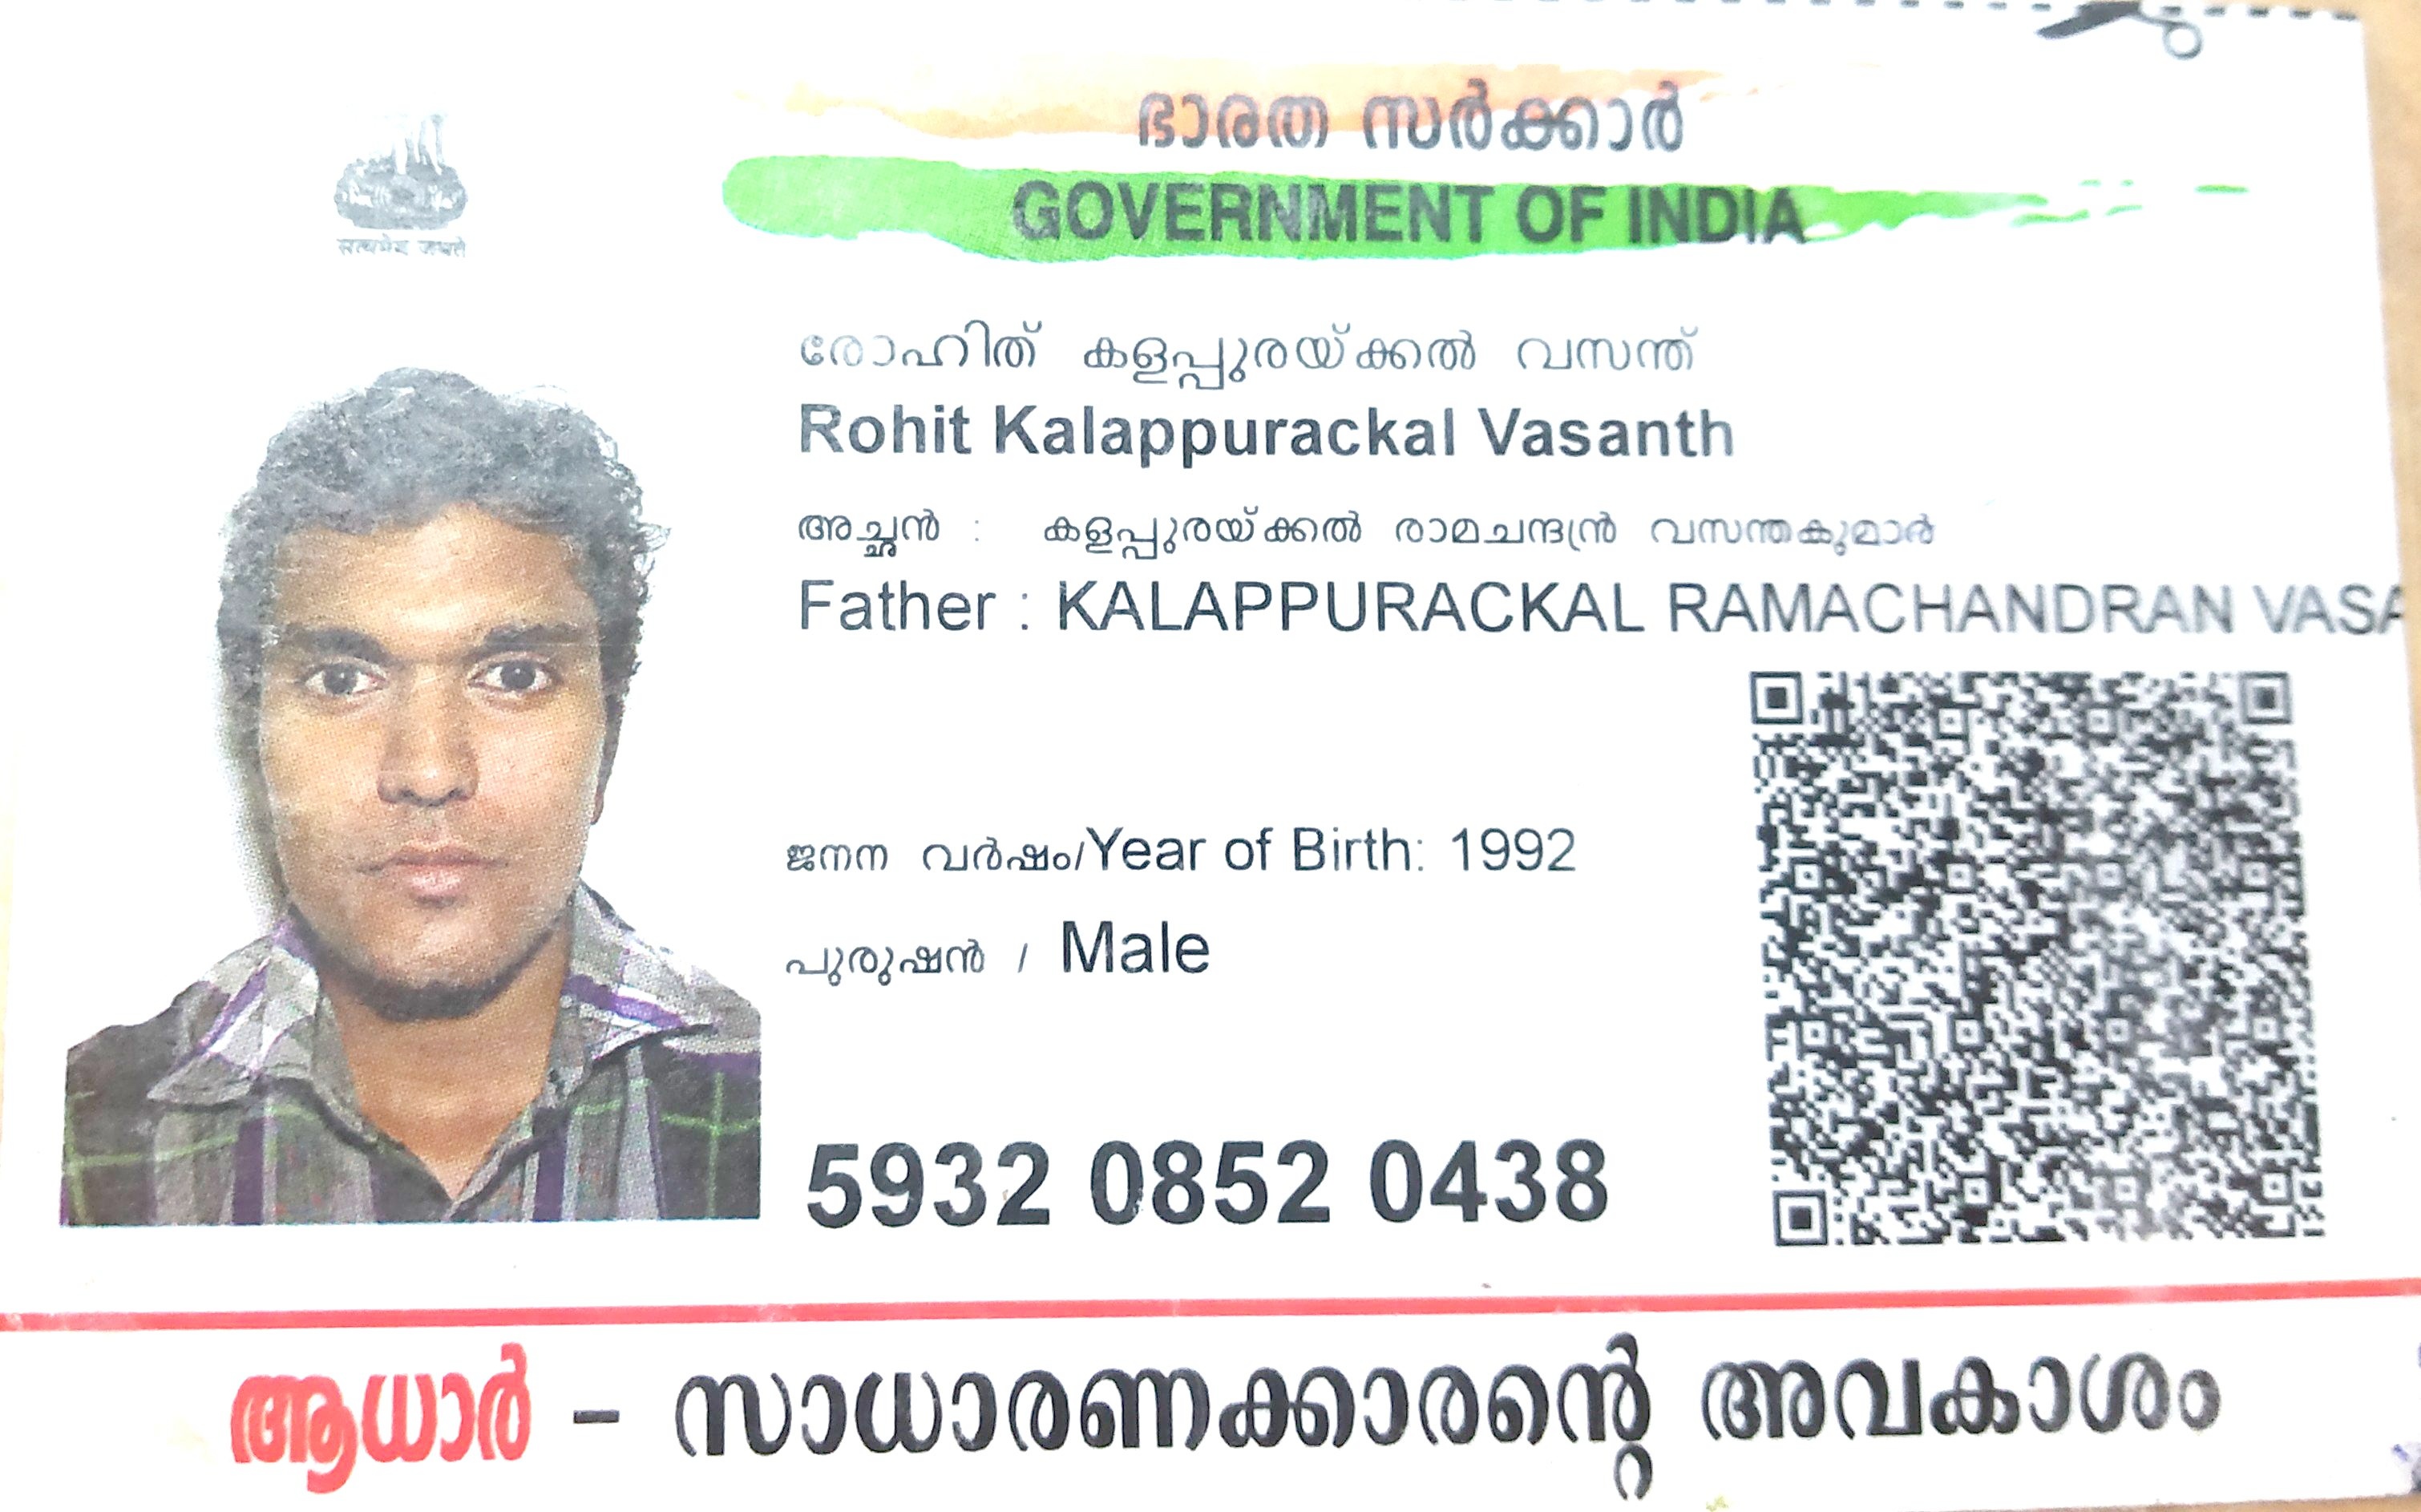 ഭാരത സർക്കാർ
GOVERNMENT OF INDIA
सत्यमेव जयते
രോഹിത് കളപ്പുരയ്ക്കൽ വസന്ത്
Rohit Kalappurackal Vasanth
അച്ഛൻ : കളപ്പുരയ്ക്കൽ രാമചന്ദ്രൻ വസന്തകുമാർ
Father : KALAPPURACKAL RAMACHANDRAN VASA
ജനന വർഷം/Year of Birth: 1992
പുരുഷൻ / Male
5932 0852 0438
ആധാർ - സാധാരണക്കാരന്റെ അവകാശം